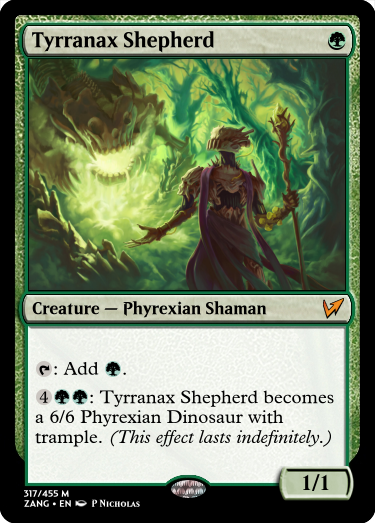 Tyrranax Shepherd
Creature — Phyrexian Shaman
: Add .
4: Tyrranax Shepherd becomes
a 6/6 Phyrexian Dinosaur with
trample. (This effect lasts indefinitely.)
1/1
317/455 M
ZANG • EN P Nicholas